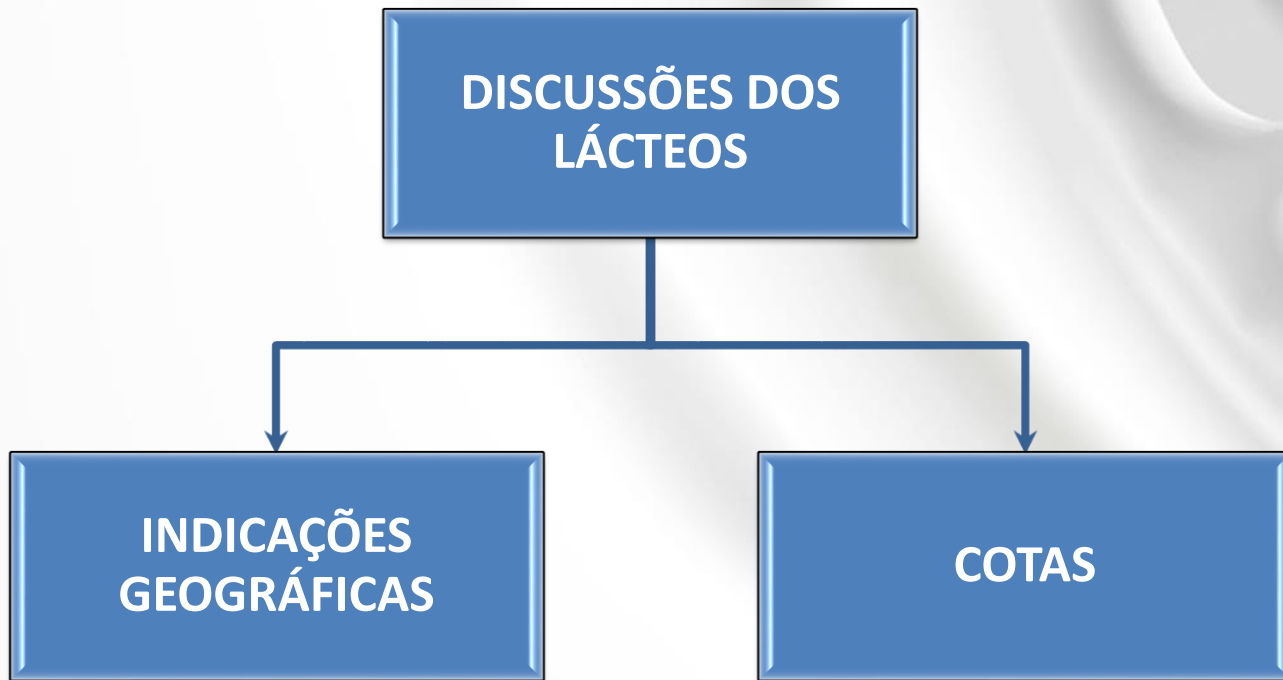 DISCUSSÕES DOS
LÁCTEOS
INDICAÇÕES
GEOGRÁFICAS
COTAS